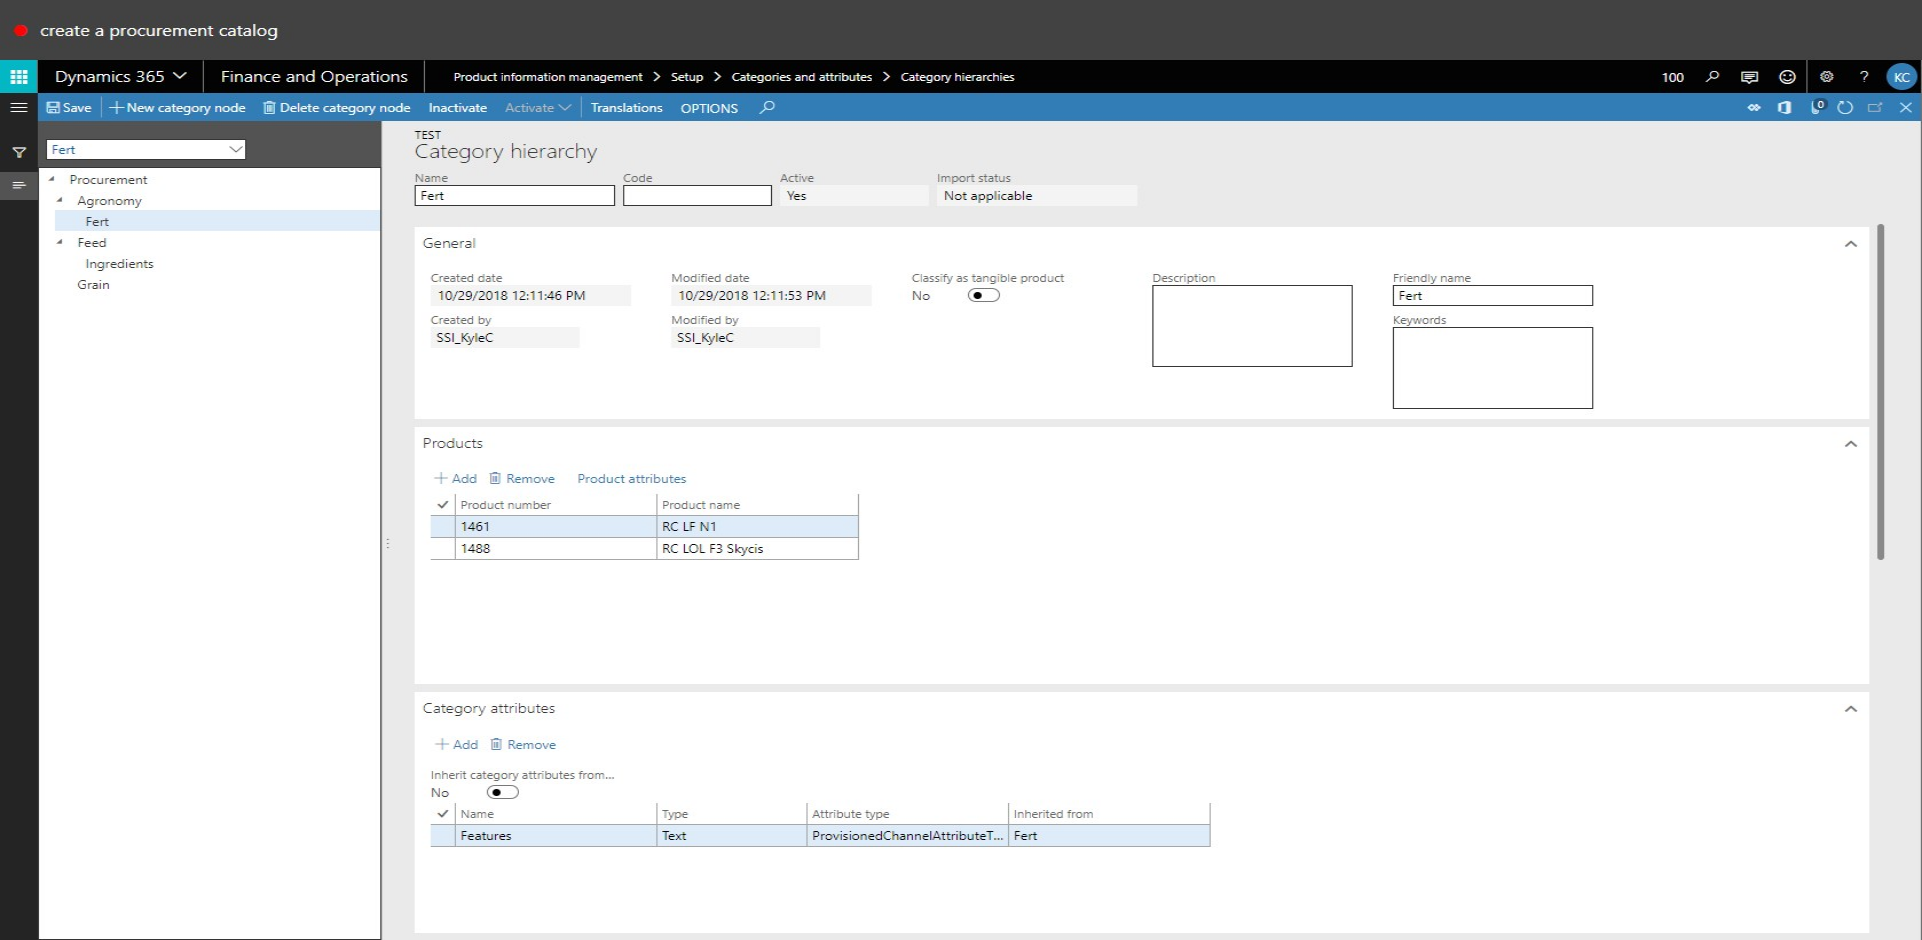 create a procurement catalog
Dynamics 365 Finance and Operations Product information management > Setup > Categories and attributes > Category hierarchies 100 ? KC
Save New category node Delete category node Inactivate Activate Translations OPTIONS 0
Fert
Procurement
Agronomy
Fert
Feed
Ingredients
Grain
TEST
Category hierarchy
Name Code Active Import status
Fert Yes Not applicable
General
Created date Modified date Classify as tangible product Description Friendly name
10/29/2018 12:11:46 PM 10/29/2018 12:11:53 PM No Fert
Created by Modified by Keywords
SSI_KyleC SSI_KyleC
Products
+ Add Remove Product attributes
Product number Product name
1461 RC LF N1
1488 RC LOL F3 Skycis
Category attributes
+ Add Remove
Inherit category attributes from...
No
Name Type Attribute type Inherited from
Features Text ProvisionedChannelAttributeT... Fert